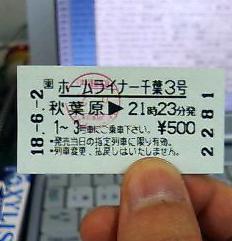 ホームライナー千葉3号
秋葉原▶21時23分発
1~3号車にご乗車下さい。 ¥500
*発売当日の指定列車に限り有効。
*列車変更、払戻しはいたしません。
18-6-2
2281